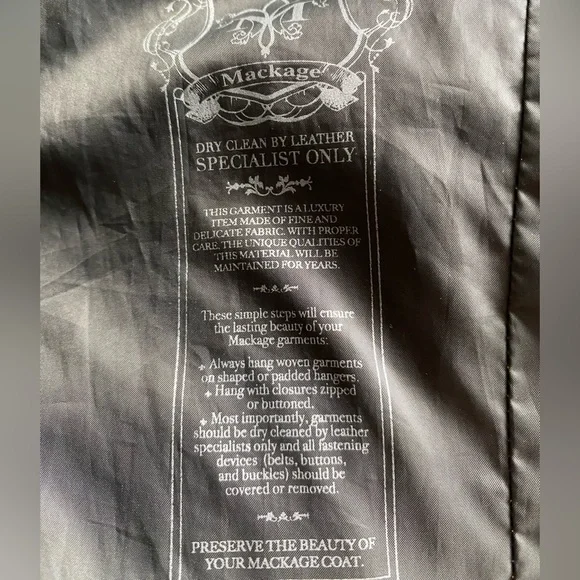 Mackage
DRY CLEAN BY LEATHER
SPECIALIST ONLY
THIS GARMENT IS A LUXURY
ITEM MADE OF FINE AND
DELICATE FABRIC. WITH PROPER
CARE, THE UNIQUE QUALITIES OF
THIS MATERIAL WILL BE
MAINTAINED FOR YEARS.
These simple steps will ensure
the lasting beauty of your
Mackage garments:
Always hang woven garments
on shaped or padded hangers.
Hang with closures zipped
or buttoned.
Most importantly, garments
should be dry cleaned by leather
specialists only and all fastening
devices (belts, buttons,
and buckles) should be
covered or removed.
PRESERVE THE BEAUTY OF
YOUR MACKAGE COAT.